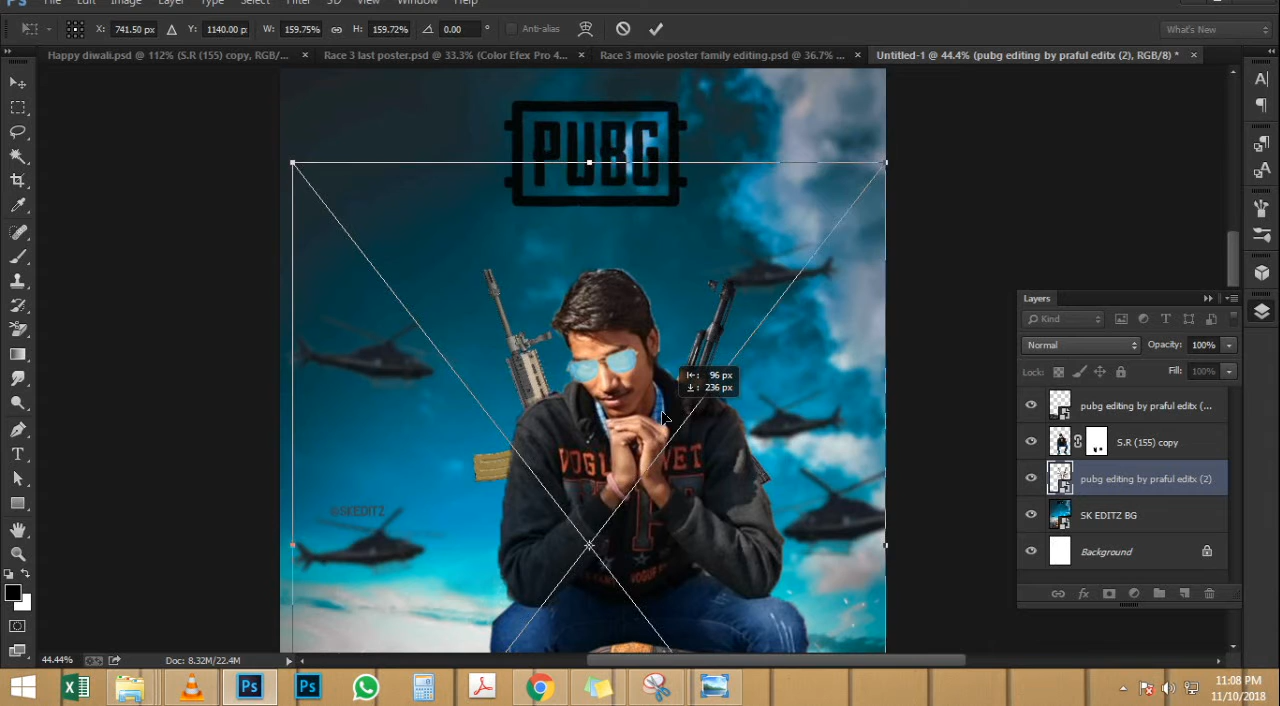 File Edit Image Layer Type Select Filter 3D View Window Help
X: 741.50 px Y: 1140.00 px W: 159.75% H: 159.72% 0.00 ° Anti-alias What's New
Happy diwali.psd @ 112% (S.R (155) copy, RGB/... × Race 3 last poster.psd @ 33.3% (Color Efex Pro 4... × Race 3 movie poster family editing.psd @ 36.7% ... × Untitled-1 @ 44.4% (pubg editing by praful editx (2), RGB/8) * ×
PUBG
Layers
Kind
Normal Opacity: 100%
96 px
236 px
Lock: Fill: 100%
pubg editing by praful editx (...
S.R (155) copy
pubg editing by praful editx (2)
©SKEDITZ
SK EDITZ BG
Background
44.44% Doc: 8.32M/22.4M
11:08 PM
11/10/2018